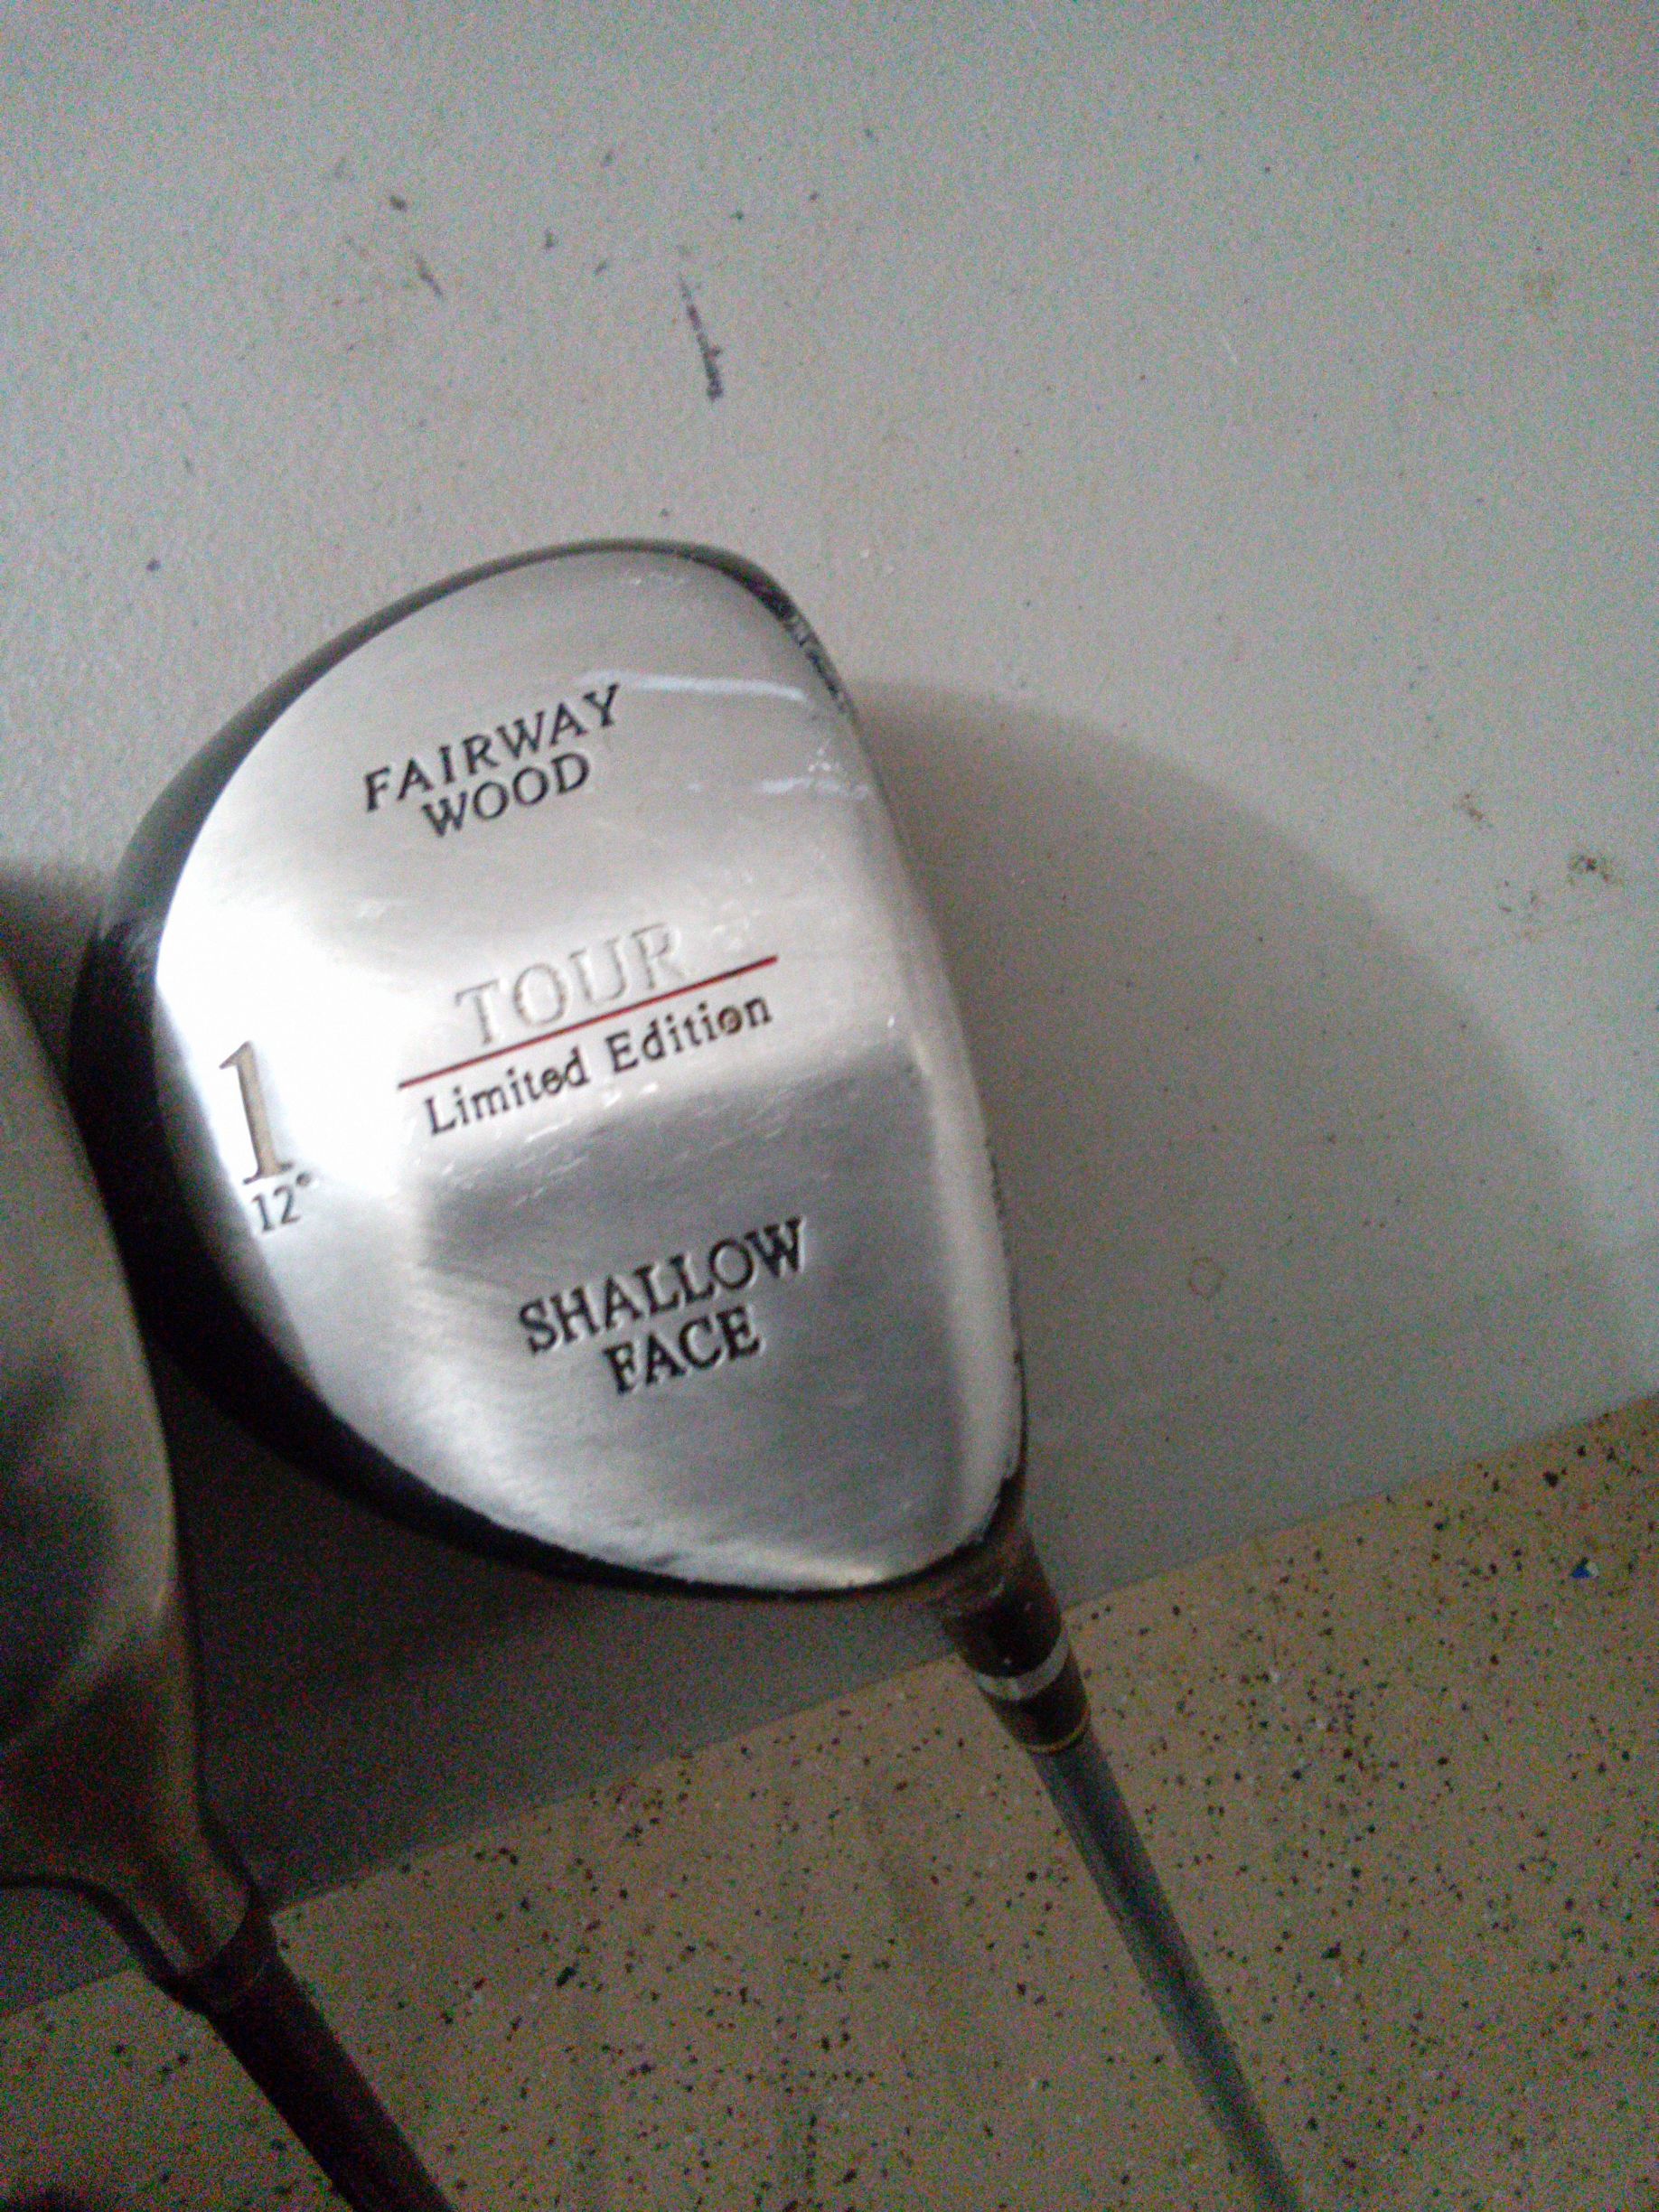 FAIRWAY
WOOD
TOUR
Limited Edition
1
12°
SHALLOW
FACE